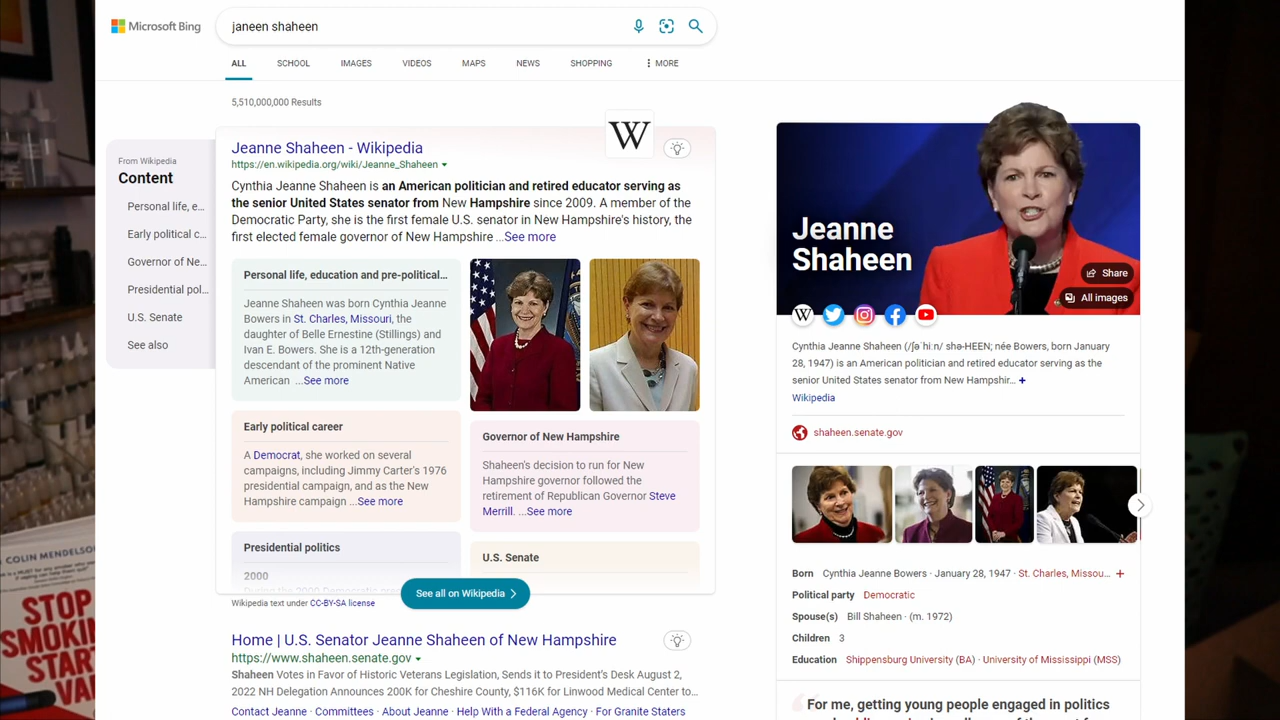 Microsoft Bing
janeen shaheen
ALL
SCHOOL
IMAGES
VIDEOS
MAPS
NEWS
SHOPPING
MORE
5,510,000,000 Results
From Wikipedia
Content
Personal life, e...
Early political c...
Governor of Ne...
Presidential pol...
U.S. Senate
See also
W
Jeanne Shaheen - Wikipedia
https://en.wikipedia.org/wiki/Jeanne_Shaheen
Cynthia Jeanne Shaheen is an American politician and retired educator serving as
the senior United States senator from New Hampshire since 2009. A member of the
Democratic Party, she is the first female U.S. senator in New Hampshire's history, the
first elected female governor of New Hampshire ...See more
Personal life, education and pre-political...
Jeanne Shaheen was born Cynthia Jeanne
Bowers in St. Charles, Missouri, the
daughter of Belle Ernestine (Stillings) and
Ivan E. Bowers. She is a 12th-generation
descendant of the prominent Native
American ...See more
Early political career
A Democrat, she worked on several
campaigns, including Jimmy Carter's 1976
presidential campaign, and as the New
Hampshire campaign ...See more
Governor of New Hampshire
Shaheen's decision to run for New
Hampshire governor followed the
retirement of Republican Governor Steve
Merrill. ...See more
Presidential politics
2000
During the 2000 Democratic
U.S. Senate
See all on Wikipedia
Wikipedia text under CC-BY-SA license
Home | U.S. Senator Jeanne Shaheen of New Hampshire
https://www.shaheen.senate.gov
Shaheen Votes in Favor of Historic Veterans Legislation, Sends it to President's Desk August 2,
2022 NH Delegation Announces 200K for Cheshire County, $116K for Linwood Medical Center to...
Contact Jeanne · Committees · About Jeanne · Help With a Federal Agency · For Granite Staters
Jeanne
Shaheen
Share
All images
W
Cynthia Jeanne Shaheen (/ʃəˈhiːn/ shə-HEEN; née Bowers, born January
28, 1947) is an American politician and retired educator serving as the
senior United States senator from New Hampshir... +
Wikipedia
shaheen.senate.gov
Born Cynthia Jeanne Bowers · January 28, 1947 · St. Charles, Missou... +
Political party Democratic
Spouse(s) Bill Shaheen · (m. 1972)
Children 3
Education Shippensburg University (BA) · University of Mississippi (MSS)
For me, getting young people engaged in politics
COLIN MENDELSO
STOP
SMOKIN
START
VA